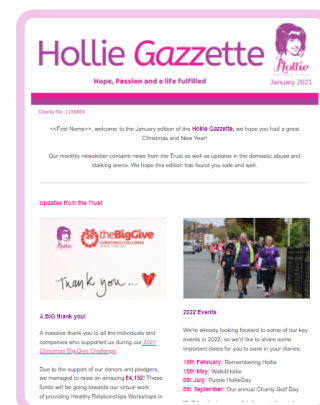 Hollie Gazzette
Hollie
Hope, Passion and a life fulfilled
January 2021
Charity No. 1156804
<<First Name>>, welcome to the January edition of the Hollie Gazzette, we hope you had a great
Christmas and New Year!
Our monthly newsletter contains news from the Trust as well as updates in the domestic abuse and
stalking arena. We hope this edition has found you safe and well.
Updates from the Trust
Hollie
theBigGive
CHRISTMAS CHALLENGE
Thank you...
A BIG thank you!
A massive thank you to all the individuals and
companies who supported us during our 2021
Christmas Big Give Challenge.
Due to the support of our donors and pledgers,
we managed to raise an amazing £4,152! These
funds will be going towards our virtual work
of providing Healthy Relationships Workshops in
2022 Events
We're already looking forward to some of our key
events in 2022, so we'd like to share some
important dates for you to save in your diaries:
18th February: Remembering Hollie
15th May: Walk4Hollie
8th July: Purple HollieDay
6th September: Our annual Charity Golf Day